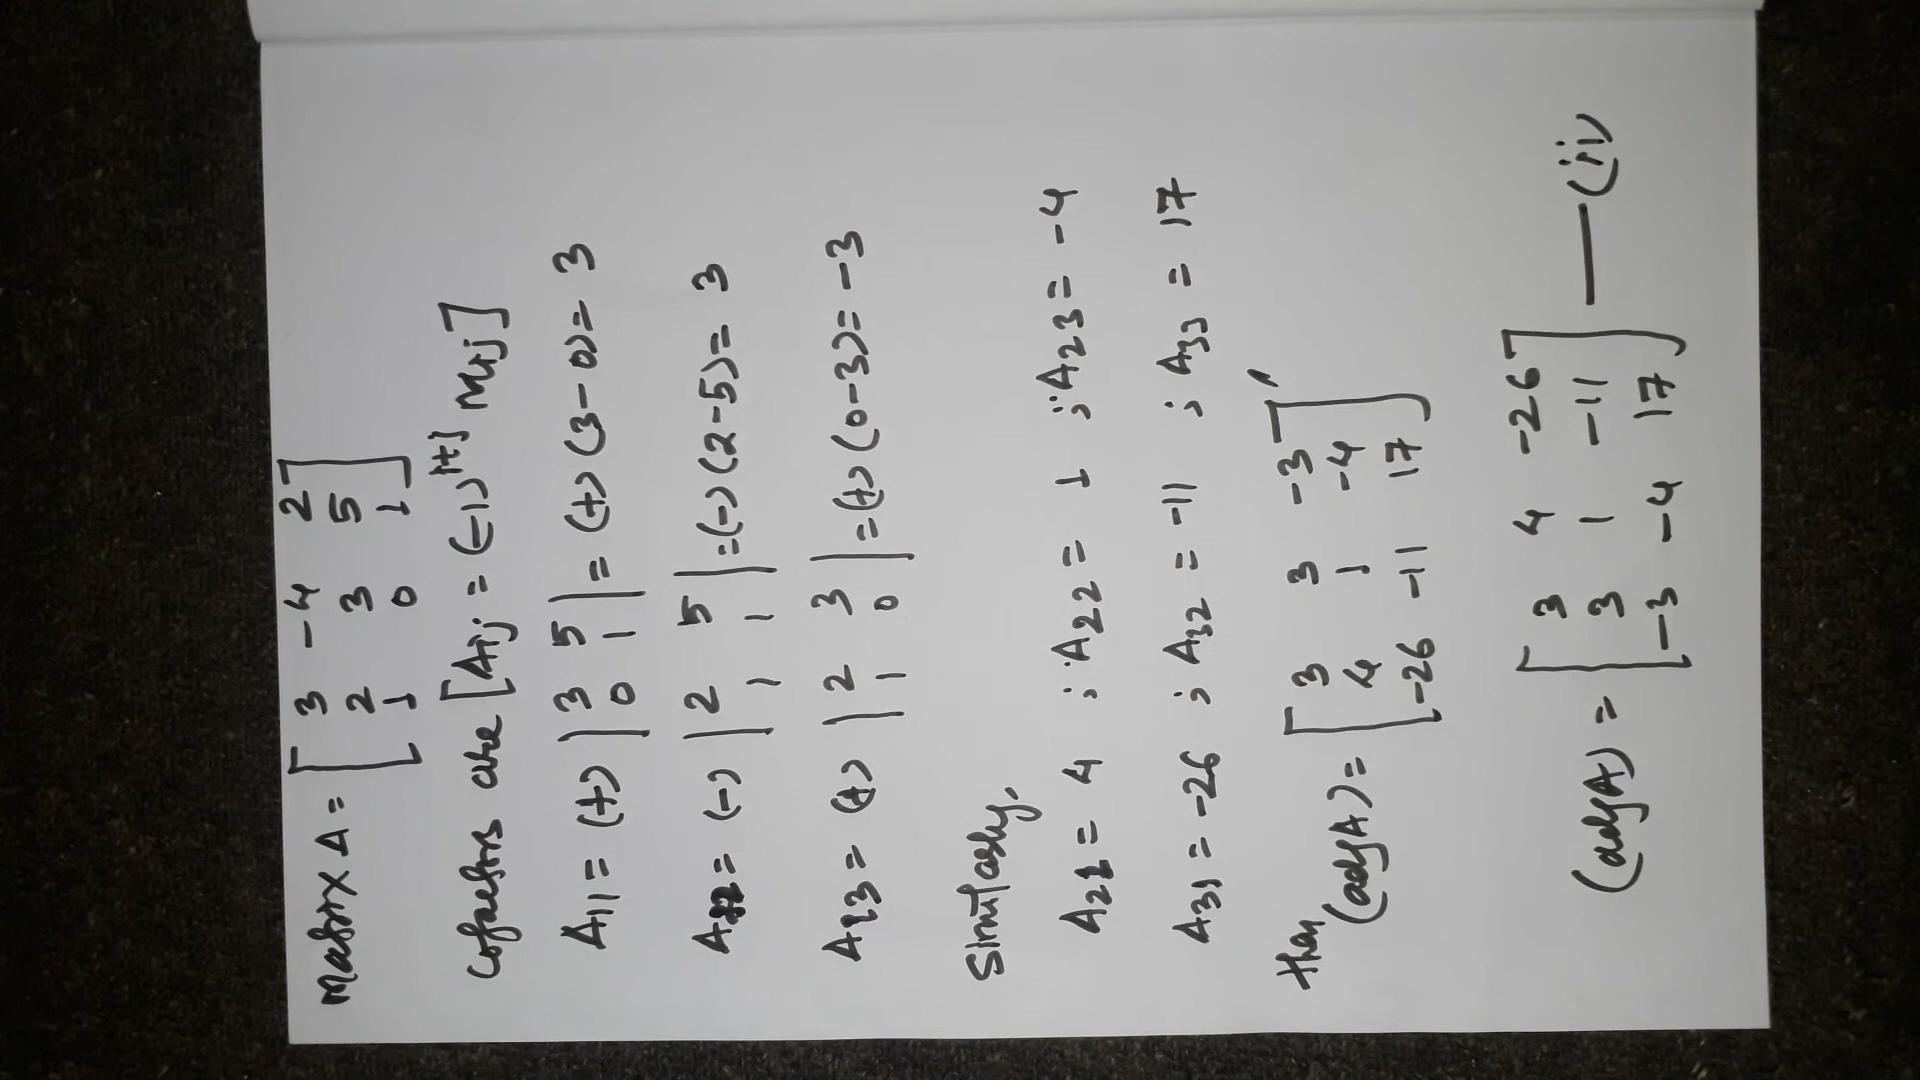 Matrix A = [ 3 -4 2
2 3 5
1 0 1 ]
Cofactors are [Aij = (-1)^i+j Mij]
A11 = (+) | 3 5
0 1 | = (+) (3-0) = 3
A12 = (-) | 2 5
1 1 | = (-) (2-5) = 3
A13 = (+) | 2 3
1 0 | = (+) (0-3) = -3
Similarly,
A21 = 4 ; A22 = 1 ; A23 = -4
A31 = -26 ; A32 = -11 ; A33 = 17
then
(adjA) = [ 3 3 -3
4 1 -4
-26 -11 17 ]'
(adjA) = [ 3 4 -26
3 1 -11
-3 -4 17 ] — (ii)